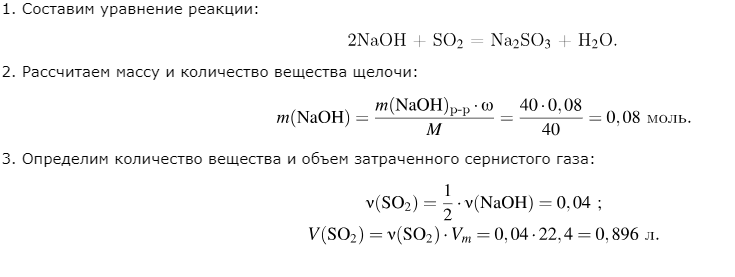 1. Составим уравнение реакции:
2NaOH + SO₂ = Na₂SO₃ + H₂O.
2. Рассчитаем массу и количество вещества щелочи:
m(NaOH) = m(NaOH)р-р · ω / M = 40 · 0,08 / 40 = 0,08 моль.
3. Определим количество вещества и объем затраченного сернистого газа:
ν(SO₂) = 1/2 · ν(NaOH) = 0,04 ;
V(SO₂) = ν(SO₂) · Vm = 0,04 · 22,4 = 0,896 л.